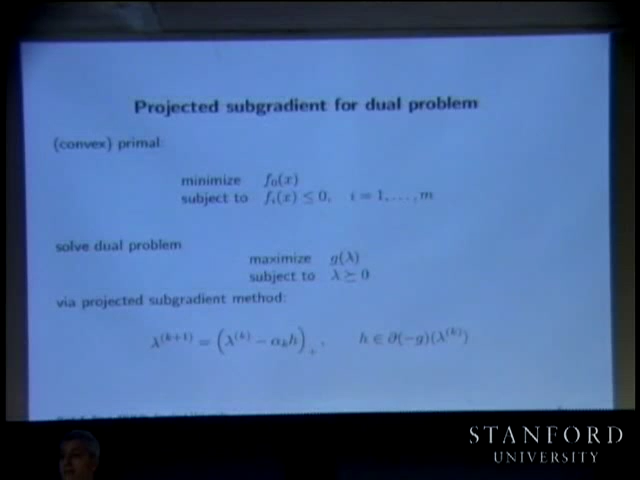 Projected subgradient for dual problem
(convex) primal:
minimize f₀(x)
subject to fᵢ(x) ≤ 0, i = 1, . . . , m
solve dual problem
maximize g(λ)
subject to λ ⪰ 0
via projected subgradient method:
λ⁽ᵏ⁺¹⁾ = (λ⁽ᵏ⁾ − αₖh)₊, h ∈ ∂(−g)(λ⁽ᵏ⁾)
STANFORD
UNIVERSITY